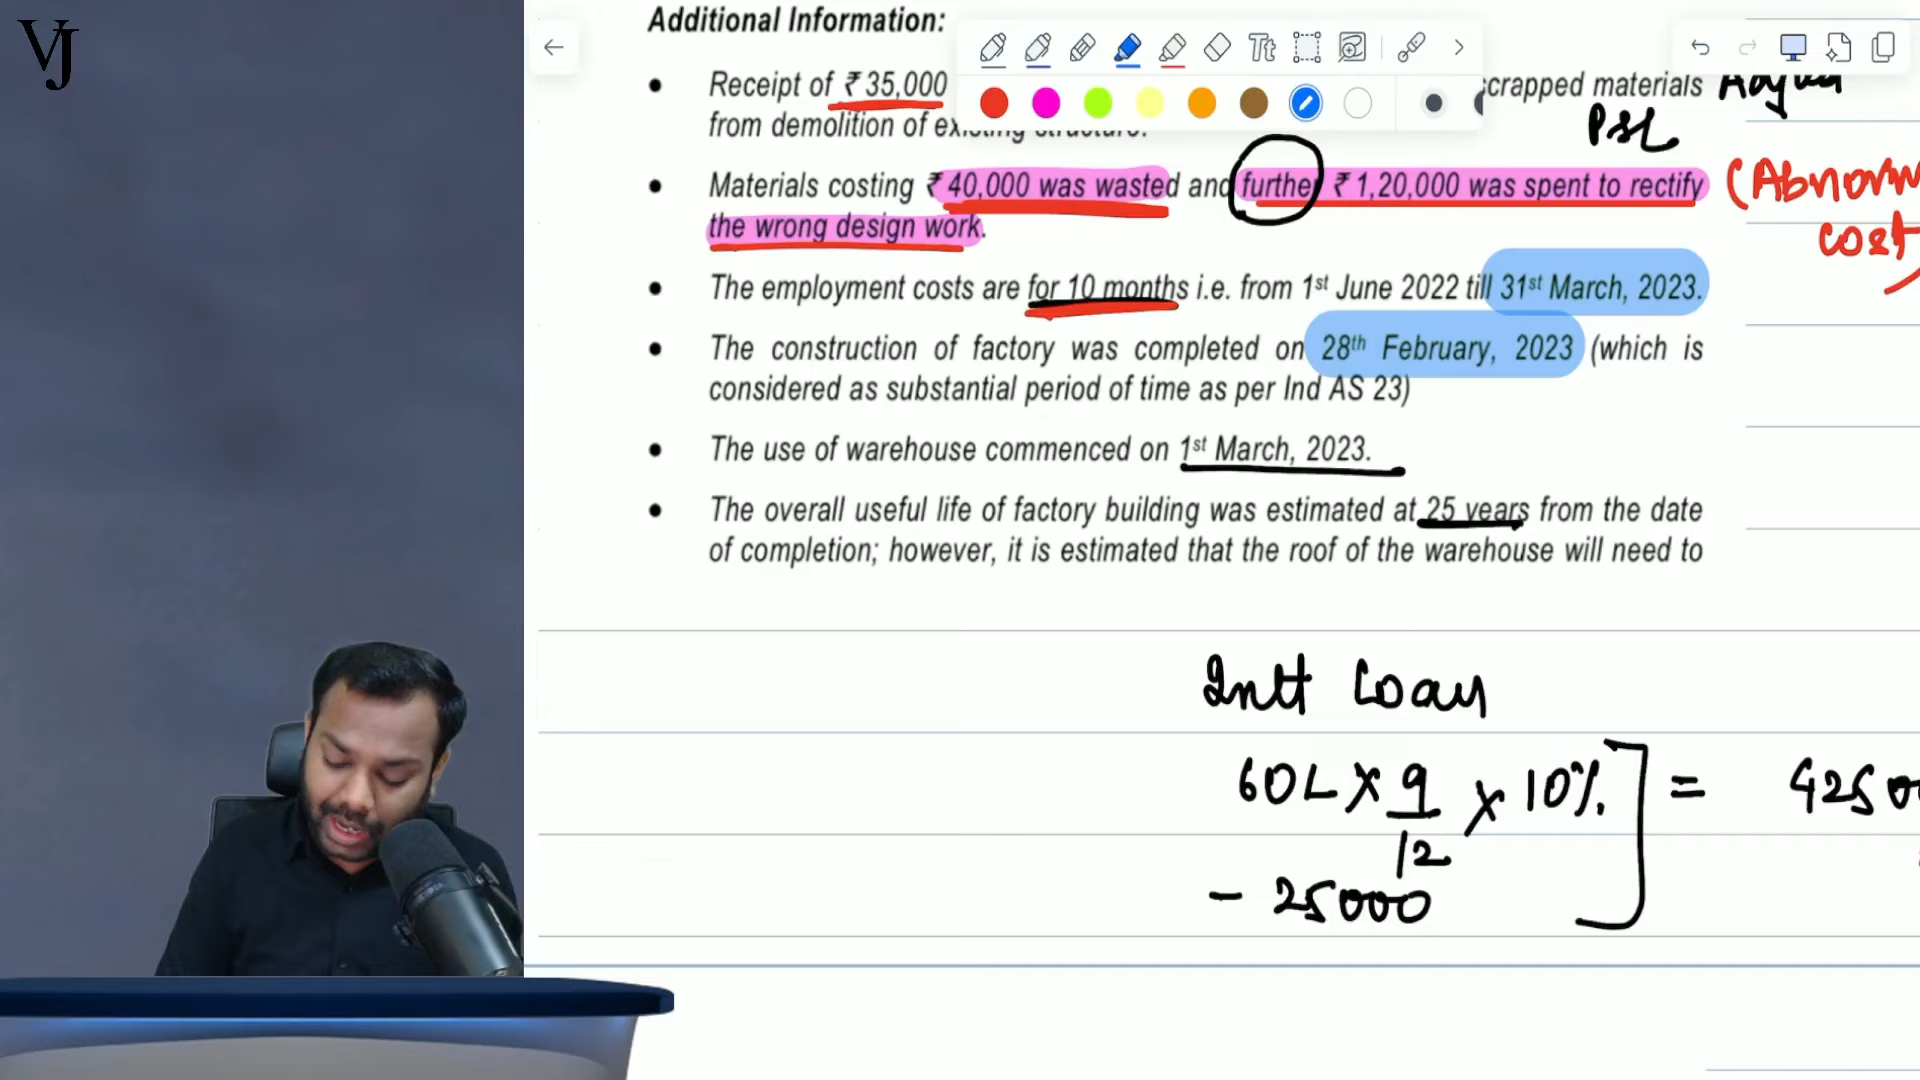 VJ
Additional Information:
Tt
• Receipt of ₹ 35,000 scrapped materials
from demolition of existing structure.
PSL
• Materials costing ₹ 40,000 was wasted and further ₹ 1,20,000 was spent to rectify
the wrong design work.
(Abnorm
cost
• The employment costs are for 10 months i.e. from 1st June 2022 till 31st March, 2023.
• The construction of factory was completed on 28th February, 2023 (which is
considered as substantial period of time as per Ind AS 23)
• The use of warehouse commenced on 1st March, 2023.
• The overall useful life of factory building was estimated at 25 years from the date
of completion; however, it is estimated that the roof of the warehouse will need to
Intt Loan
60L × 9/12 × 10% ] = 42500
- 25000